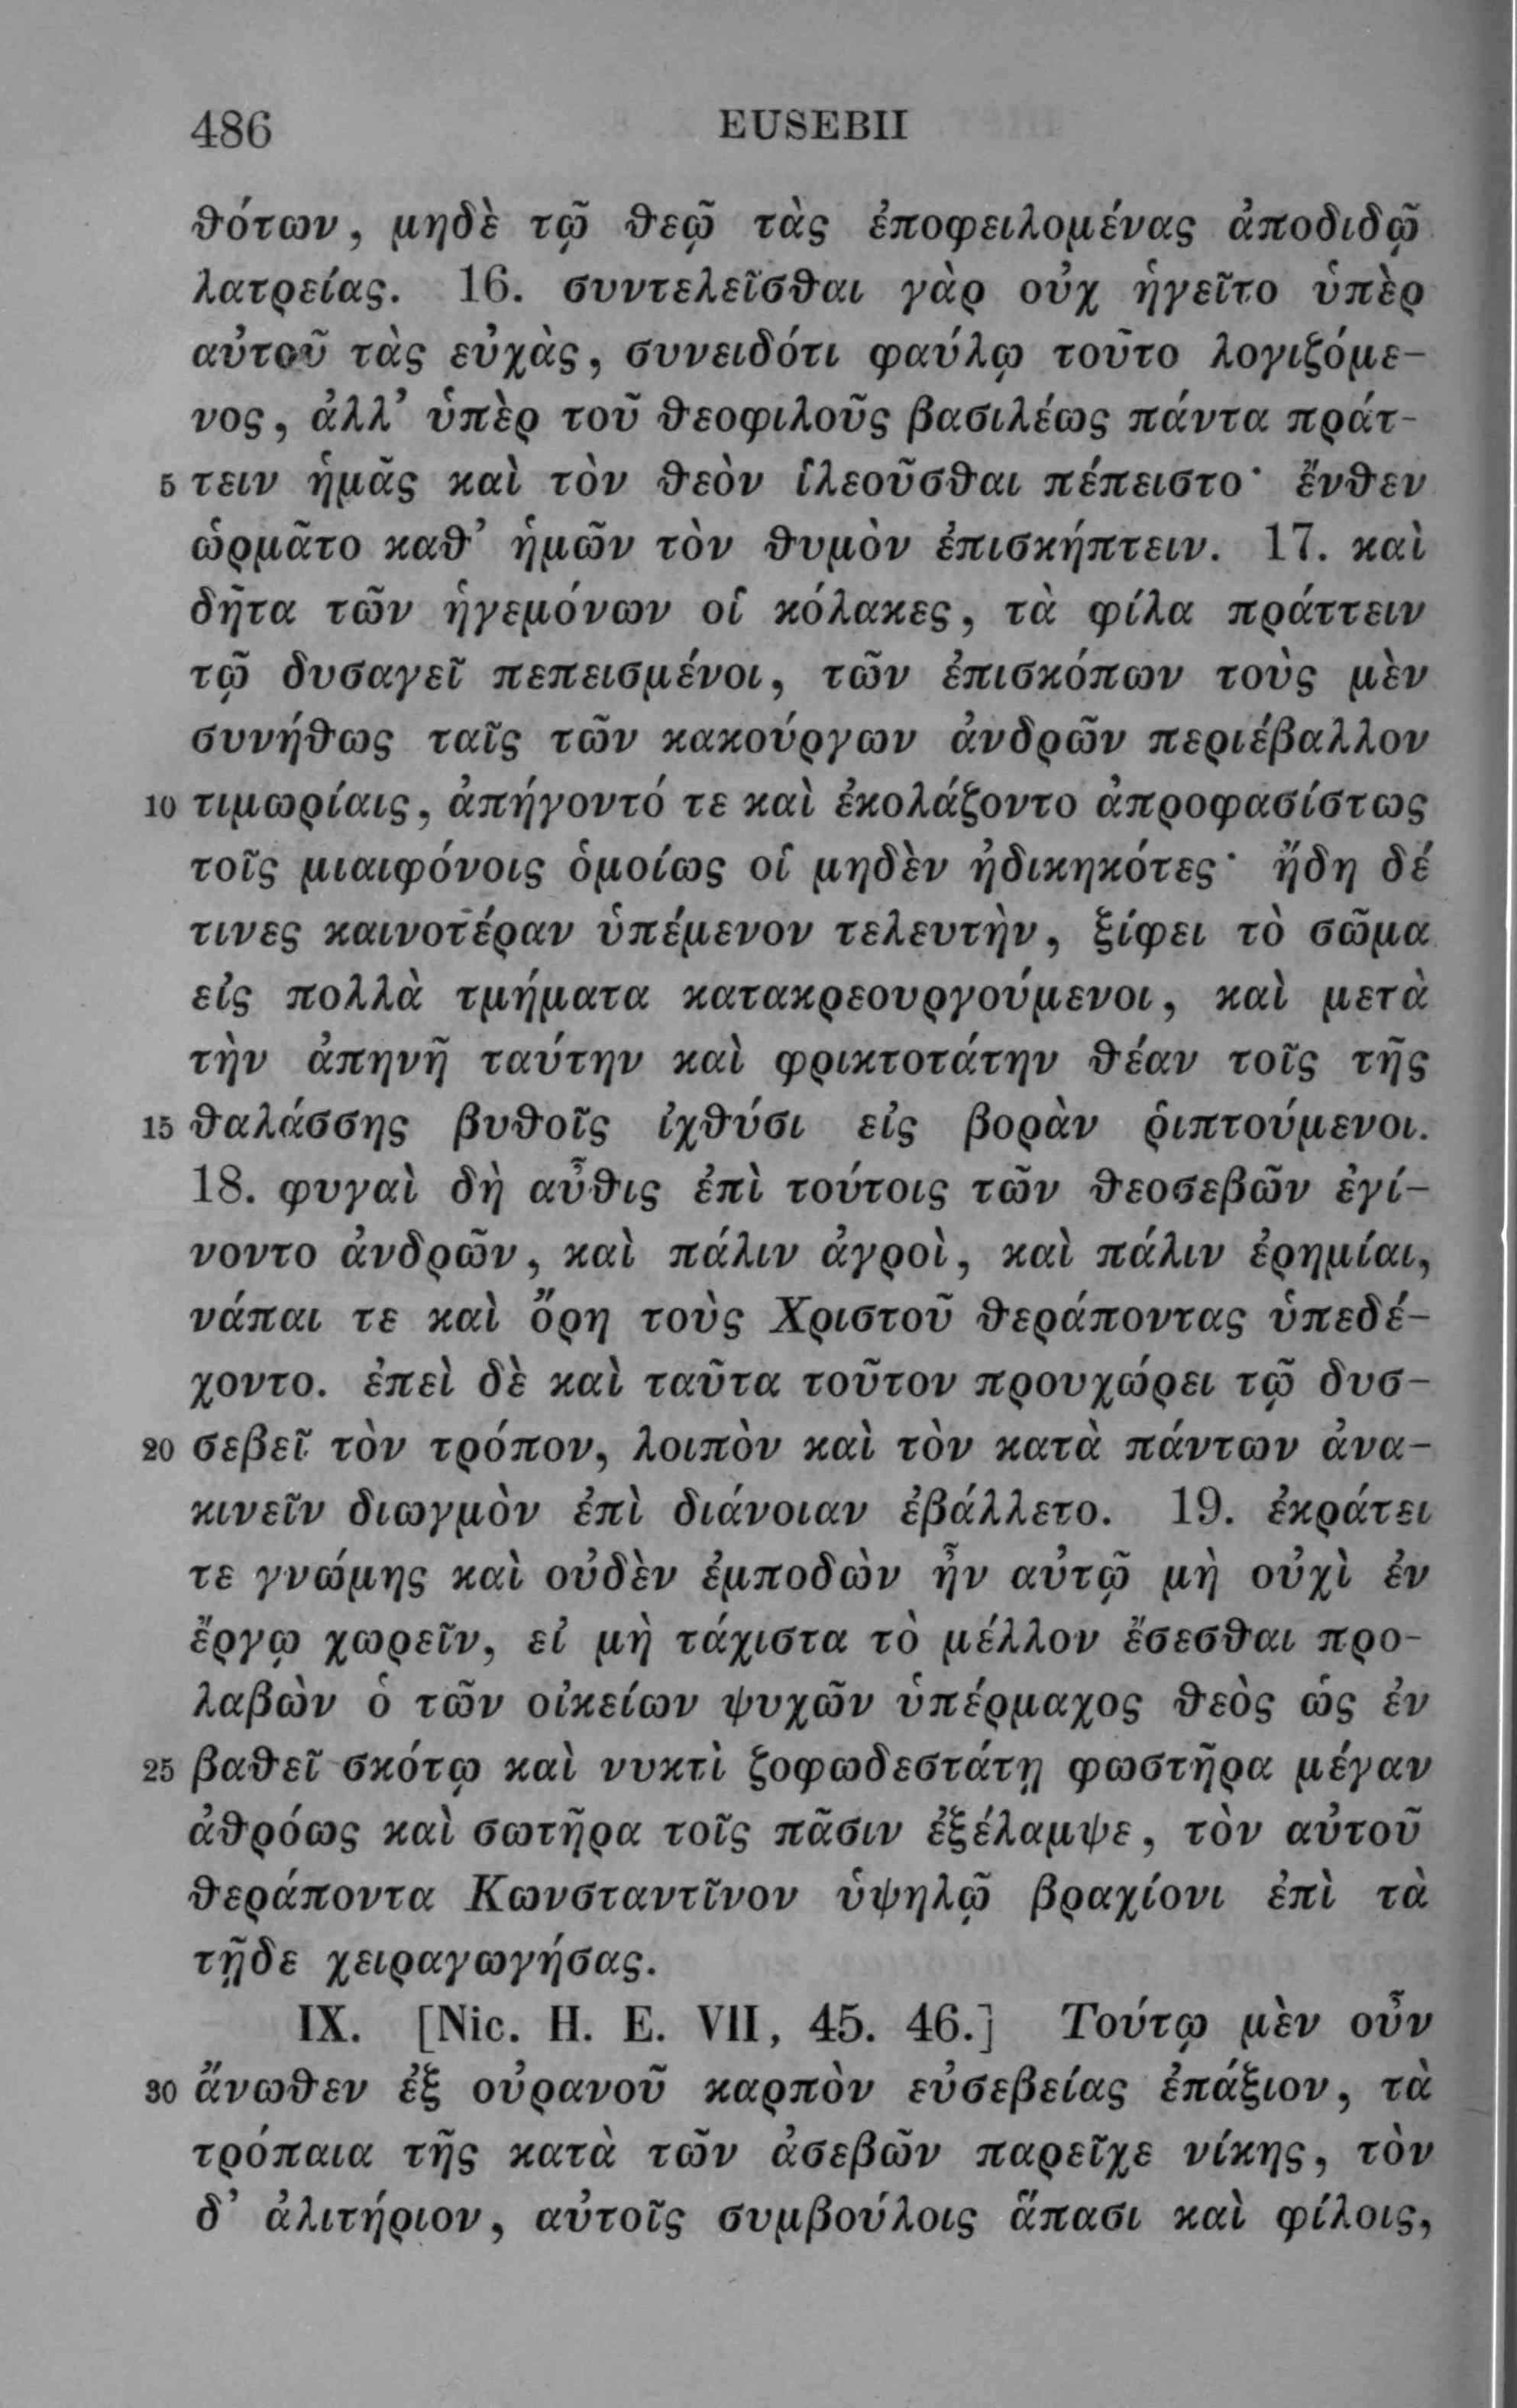 486 EUSEBII
θότων, μηδὲ τῷ θεῷ τὰς ἐποφειλομένας ἀποδιδῷ
λατρείας. 16. συντελεῖσθαι γὰρ οὐχ ἡγεῖτο ὑπὲρ
αὐτοῦ τὰς εὐχὰς, συνειδότι φαύλῳ τοῦτο λογιζόμε-
νος, ἀλλ’ ὑπὲρ τοῦ θεοφιλοῦς βασιλέως πάντα πράτ-
5 τειν ἡμᾶς καὶ τὸν θεὸν ἱλεοῦσθαι πέπειστο· ἔνθεν
ὡρμᾶτο καθ’ ἡμῶν τὸν θυμὸν ἐπισκήπτειν. 17. καὶ
δῆτα τῶν ἡγεμόνων οἱ κόλακες, τὰ φίλα πράττειν
τῷ δυσαγεῖ πεπεισμένοι, τῶν ἐπισκόπων τοὺς μὲν
συνήθως ταῖς τῶν κακούργων ἀνδρῶν περιέβαλλον
10 τιμωρίαις, ἀπήγοντό τε καὶ ἐκολάζοντο ἀπροφασίστως
τοῖς μιαιφόνοις ὁμοίως οἱ μηδὲν ἠδικηκότες· ἤδη δέ
τινες καινοτέραν ὑπέμενον τελευτὴν, ξίφει τὸ σῶμα
εἰς πολλὰ τμήματα κατακρεουργούμενοι, καὶ μετὰ
τὴν ἀπηνῆ ταύτην καὶ φρικτοτάτην θέαν τοῖς τῆς
15 θαλάσσης βυθοῖς ἰχθύσι εἰς βορὰν ῥιπτούμενοι.
18. φυγαὶ δὴ αὖθις ἐπὶ τούτοις τῶν θεοσεβῶν ἐγί-
νοντο ἀνδρῶν, καὶ πάλιν ἀγροὶ, καὶ πάλιν ἐρημίαι,
νάπαι τε καὶ ὄρη τοὺς Χριστοῦ θεράποντας ὑπεδέ-
χοντο. ἐπεὶ δὲ καὶ ταῦτα τοῦτον προυχώρει τῷ δυσ-
20 σεβεῖ τὸν τρόπον, λοιπὸν καὶ τὸν κατὰ πάντων ἀνα-
κινεῖν διωγμὸν ἐπὶ διάνοιαν ἐβάλλετο. 19. ἐκράτει
τε γνώμης καὶ οὐδὲν ἐμποδὼν ἦν αὐτῷ μὴ οὐχὶ ἐν
ἔργῳ χωρεῖν, εἰ μὴ τάχιστα τὸ μέλλον ἔσεσθαι προ-
λαβὼν ὁ τῶν οἰκείων ψυχῶν ὑπέρμαχος θεὸς ὡς ἐν
25 βαθεῖ σκότῳ καὶ νυκτὶ ζοφωδεστάτῃ φωστῆρα μέγαν
ἀθρόως καὶ σωτῆρα τοῖς πᾶσιν ἐξέλαμψε, τὸν αὐτοῦ
θεράποντα Κωνσταντῖνον ὑψηλῷ βραχίονι ἐπὶ τὰ
τῇδε χειραγωγήσας.
IX. [Nic. H. E. VII, 45. 46.] Τούτῳ μὲν οὖν
30 ἄνωθεν ἐξ οὐρανοῦ καρπὸν εὐσεβείας ἐπάξιον, τὰ
τρόπαια τῆς κατὰ τῶν ἀσεβῶν παρεῖχε νίκης, τὸν
δ’ ἀλιτήριον, αὐτοῖς συμβούλοις ἅπασι καὶ φίλοις,